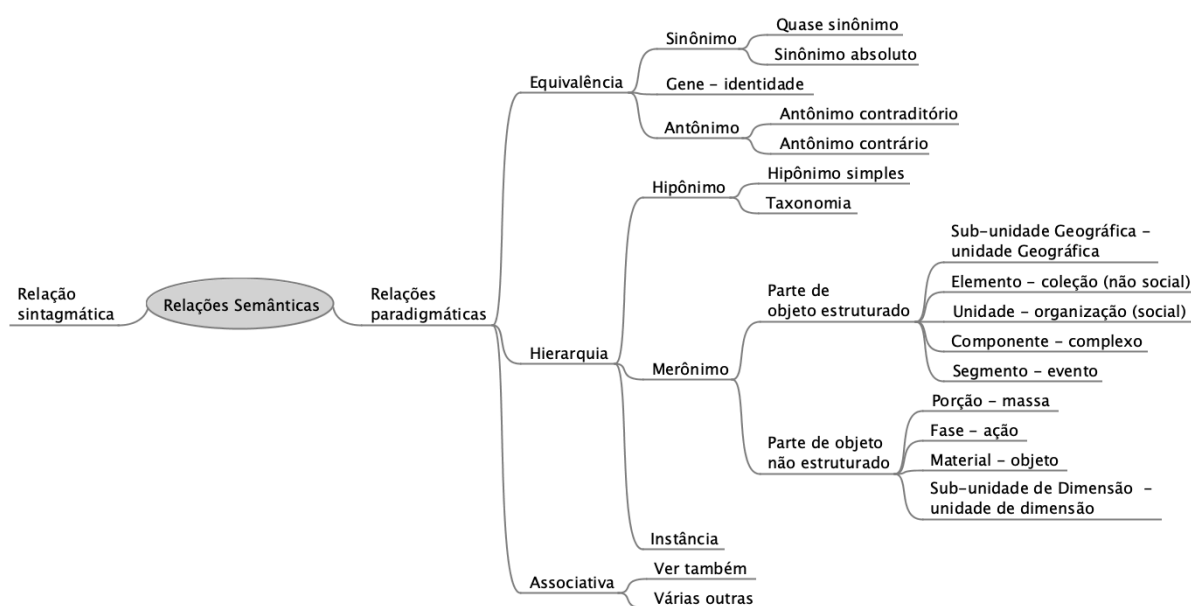 Relação
sintagmática
Relações Semânticas
Relações
paradigmáticas
Equivalência
Sinônimo
Quase sinônimo
Sinônimo absoluto
Gene – identidade
Antônimo
Antônimo contraditório
Antônimo contrário
Hierarquia
Hipônimo
Hipônimo simples
Taxonomia
Merônimo
Parte de
objeto estruturado
Sub-unidade Geográfica –
unidade Geográfica
Elemento – coleção (não social)
Unidade – organização (social)
Componente – complexo
Segmento – evento
Parte de objeto
não estruturado
Porção – massa
Fase – ação
Material – objeto
Sub-unidade de Dimensão –
unidade de dimensão
Instância
Associativa
Ver também
Várias outras